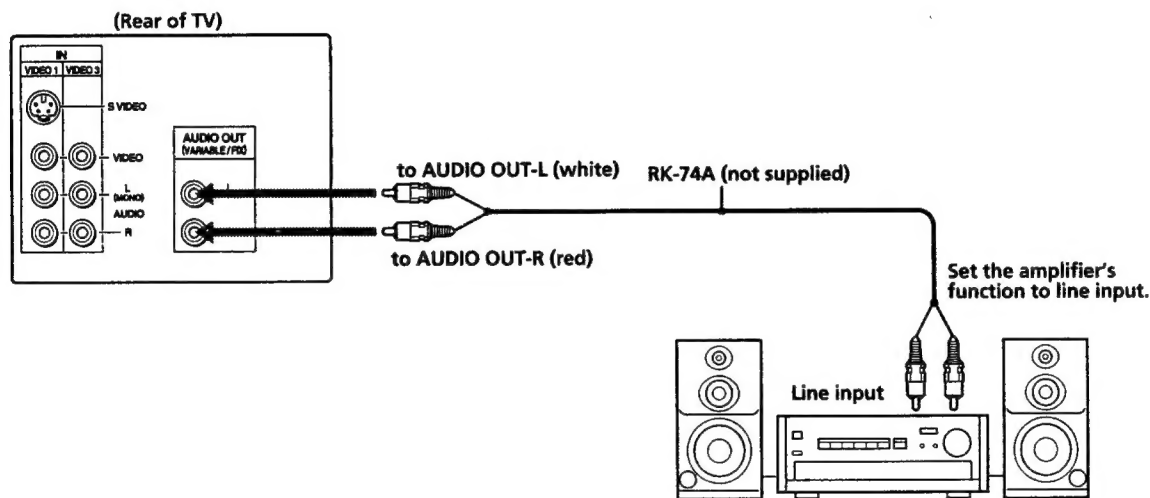 (Rear of TV)
IN
VIDEO 1 VIDEO 3
S VIDEO
VIDEO
L
(MONO)
AUDIO
R
AUDIO OUT
(VARIABLE / FIX)
L
to AUDIO OUT-L (white)
to AUDIO OUT-R (red)
RK-74A (not supplied)
Set the amplifier's
function to line input.
Line input